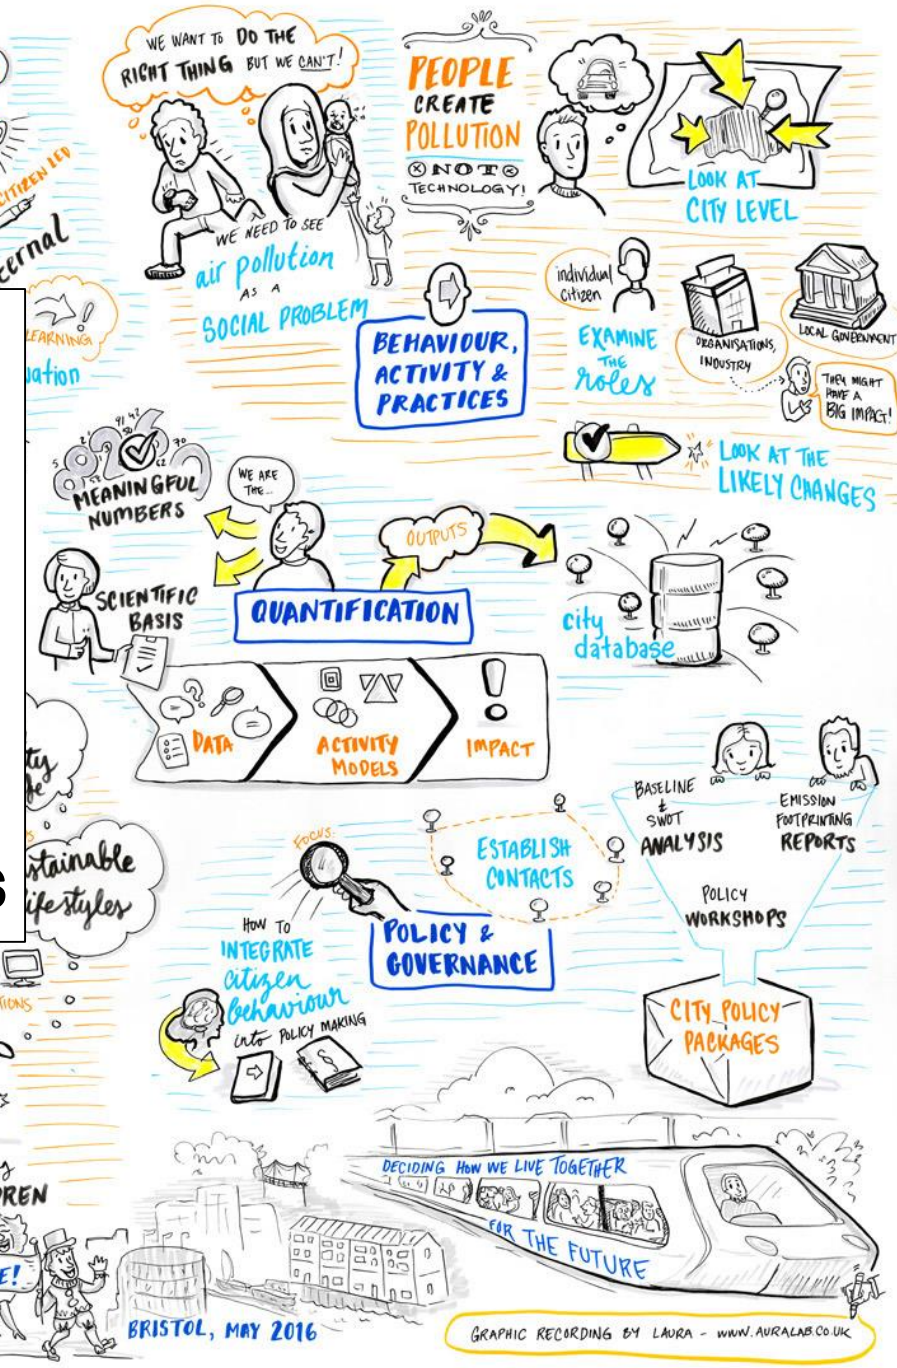 WE WANT TO DO THE
RIGHT THING BUT WE CAN'T!
PEOPLE
CREATE
POLLUTION
NOT
TECHNOLOGY!
LOOK AT
CITY LEVEL
CITIZEN LED
WE NEED TO SEE
air pollution
AS A
SOCIAL PROBLEM
LEARNING
BEHAVIOUR,
ACTIVITY &
PRACTICES
individual
citizen
EXAMINE
THE
roles
ORGANISATIONS,
INDUSTRY
LOCAL GOVERNMENT
THEY MIGHT
HAVE A
BIG IMPACT!
LOOK AT THE
LIKELY CHANGES
MEANINGFUL
NUMBERS
WE ARE
THE...
SCIENTIFIC
BASIS
QUANTIFICATION
OUTPUTS
city
database
DATA
ACTIVITY
MODELS
IMPACT
BASELINE
&
SWOT
ANALYSIS
EMISSION
FOOTPRINTING
REPORTS
POLICY
WORKSHOPS
CITY POLICY
PACKAGES
FOCUS:
ESTABLISH
CONTACTS
POLICY &
GOVERNANCE
HOW TO
INTEGRATE
citizen
behaviour
into POLICY MAKING
lifestyles
DECIDING HOW WE LIVE TOGETHER
FOR THE FUTURE
BRISTOL, MAY 2016
GRAPHIC RECORDING BY LAURA - WWW.AURALAB.CO.UK